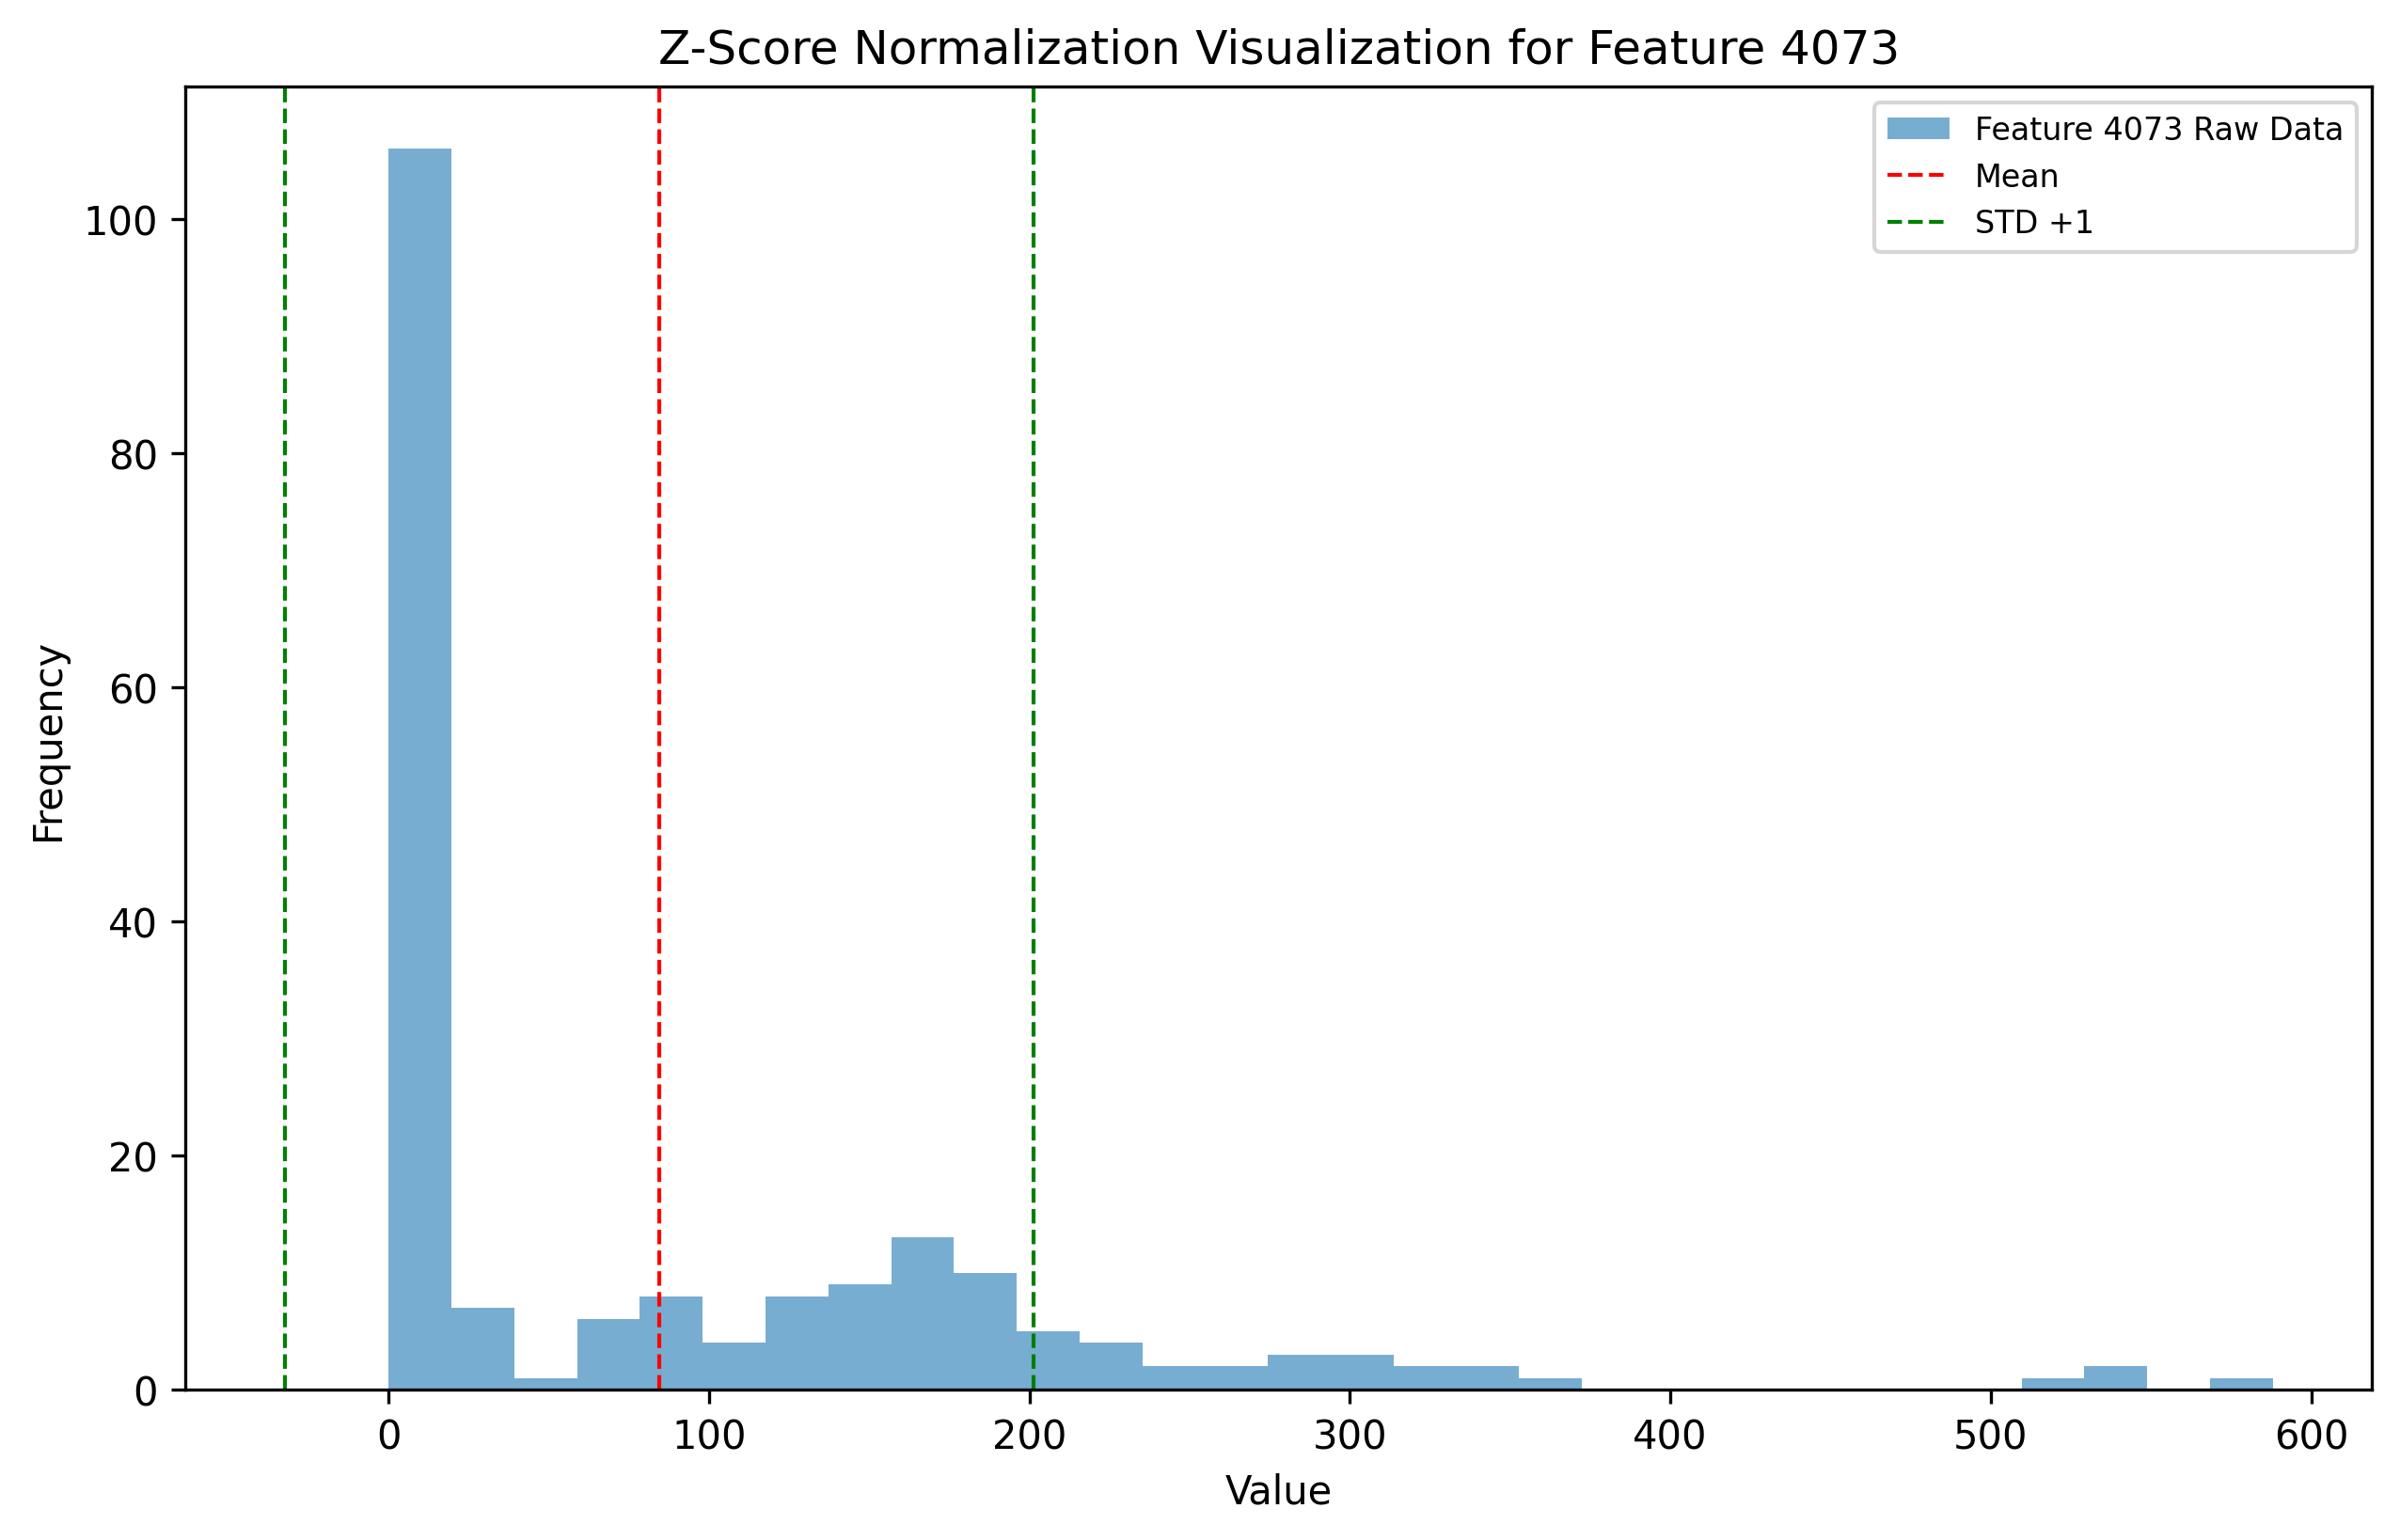 Z-Score Normalization Visualization for Feature 4073
Feature 4073 Raw Data
Mean
STD +1
100
80
60
40
20
0
Frequency
0 100 200 300 400 500 600
Value